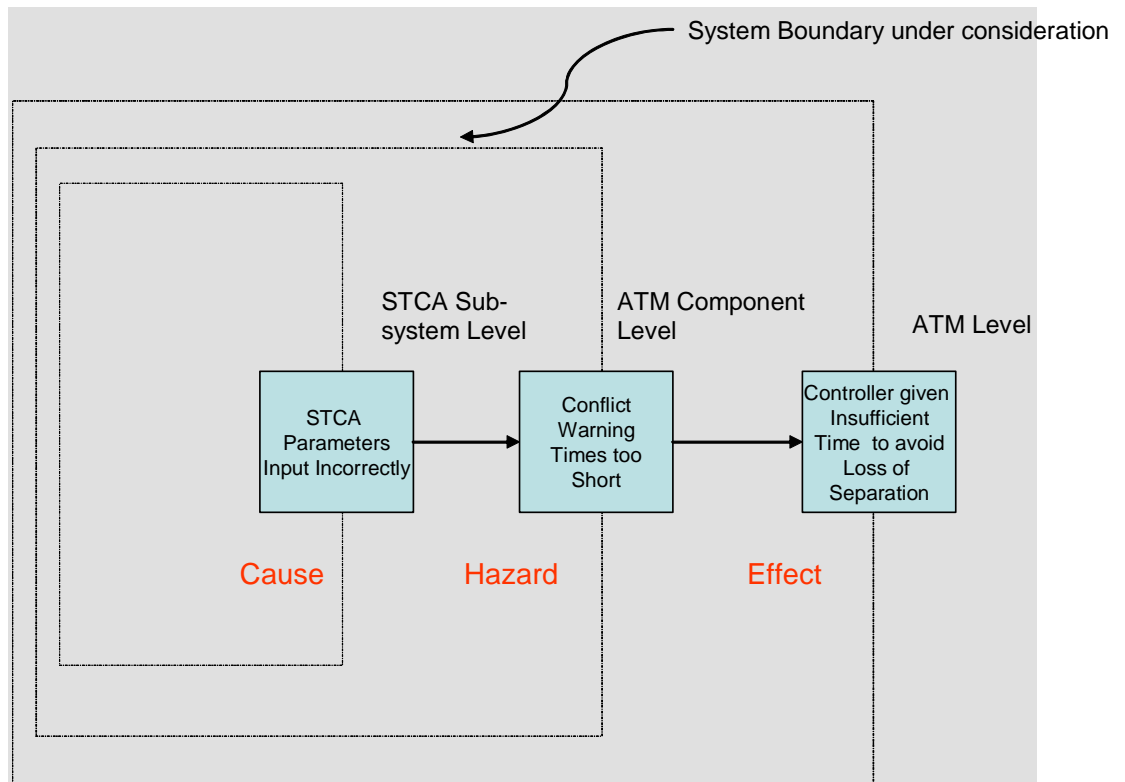 System Boundary under consideration
STCA Sub-
system Level
ATM Component
Level
ATM Level
STCA
Parameters
Input Incorrectly
Conflict
Warning
Times too
Short
Controller given
Insufficient
Time to avoid
Loss of
Separation
Cause
Hazard
Effect